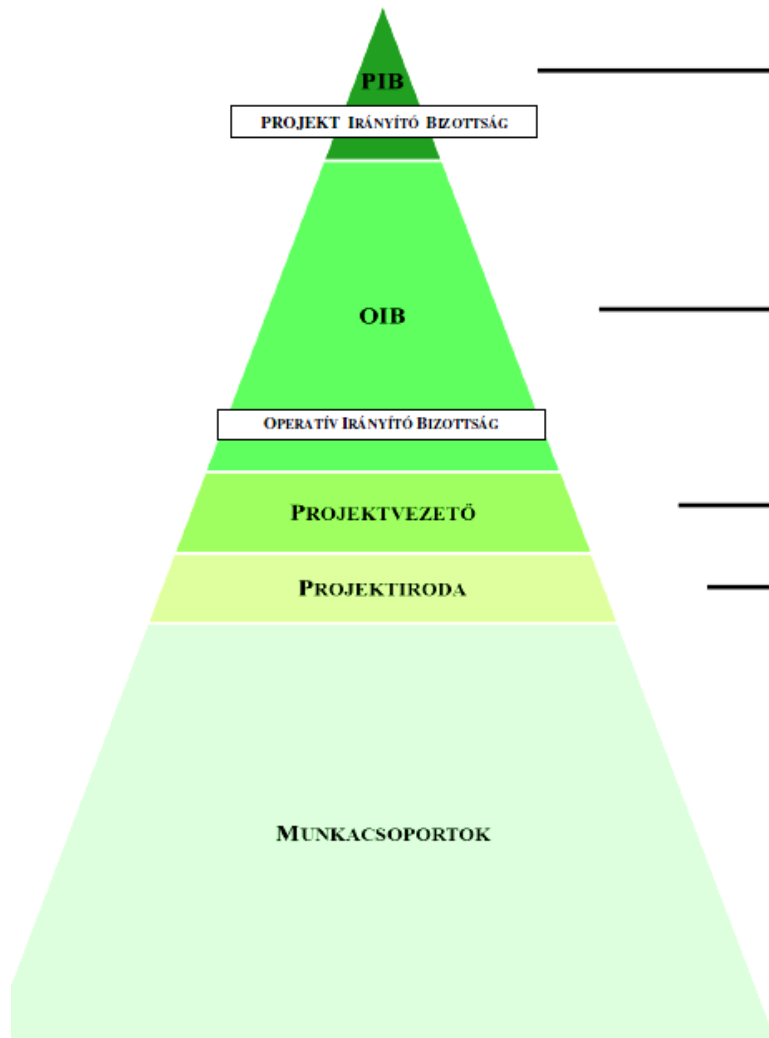 PIB
PROJEKT IRÁNYÍTÓ BIZOTTSÁG
OIB
OPERATÍV IRÁNYÍTÓ BIZOTTSÁG
PROJEKTVEZETŐ
PROJEKTIRODA
MUNKACSOPORTOK